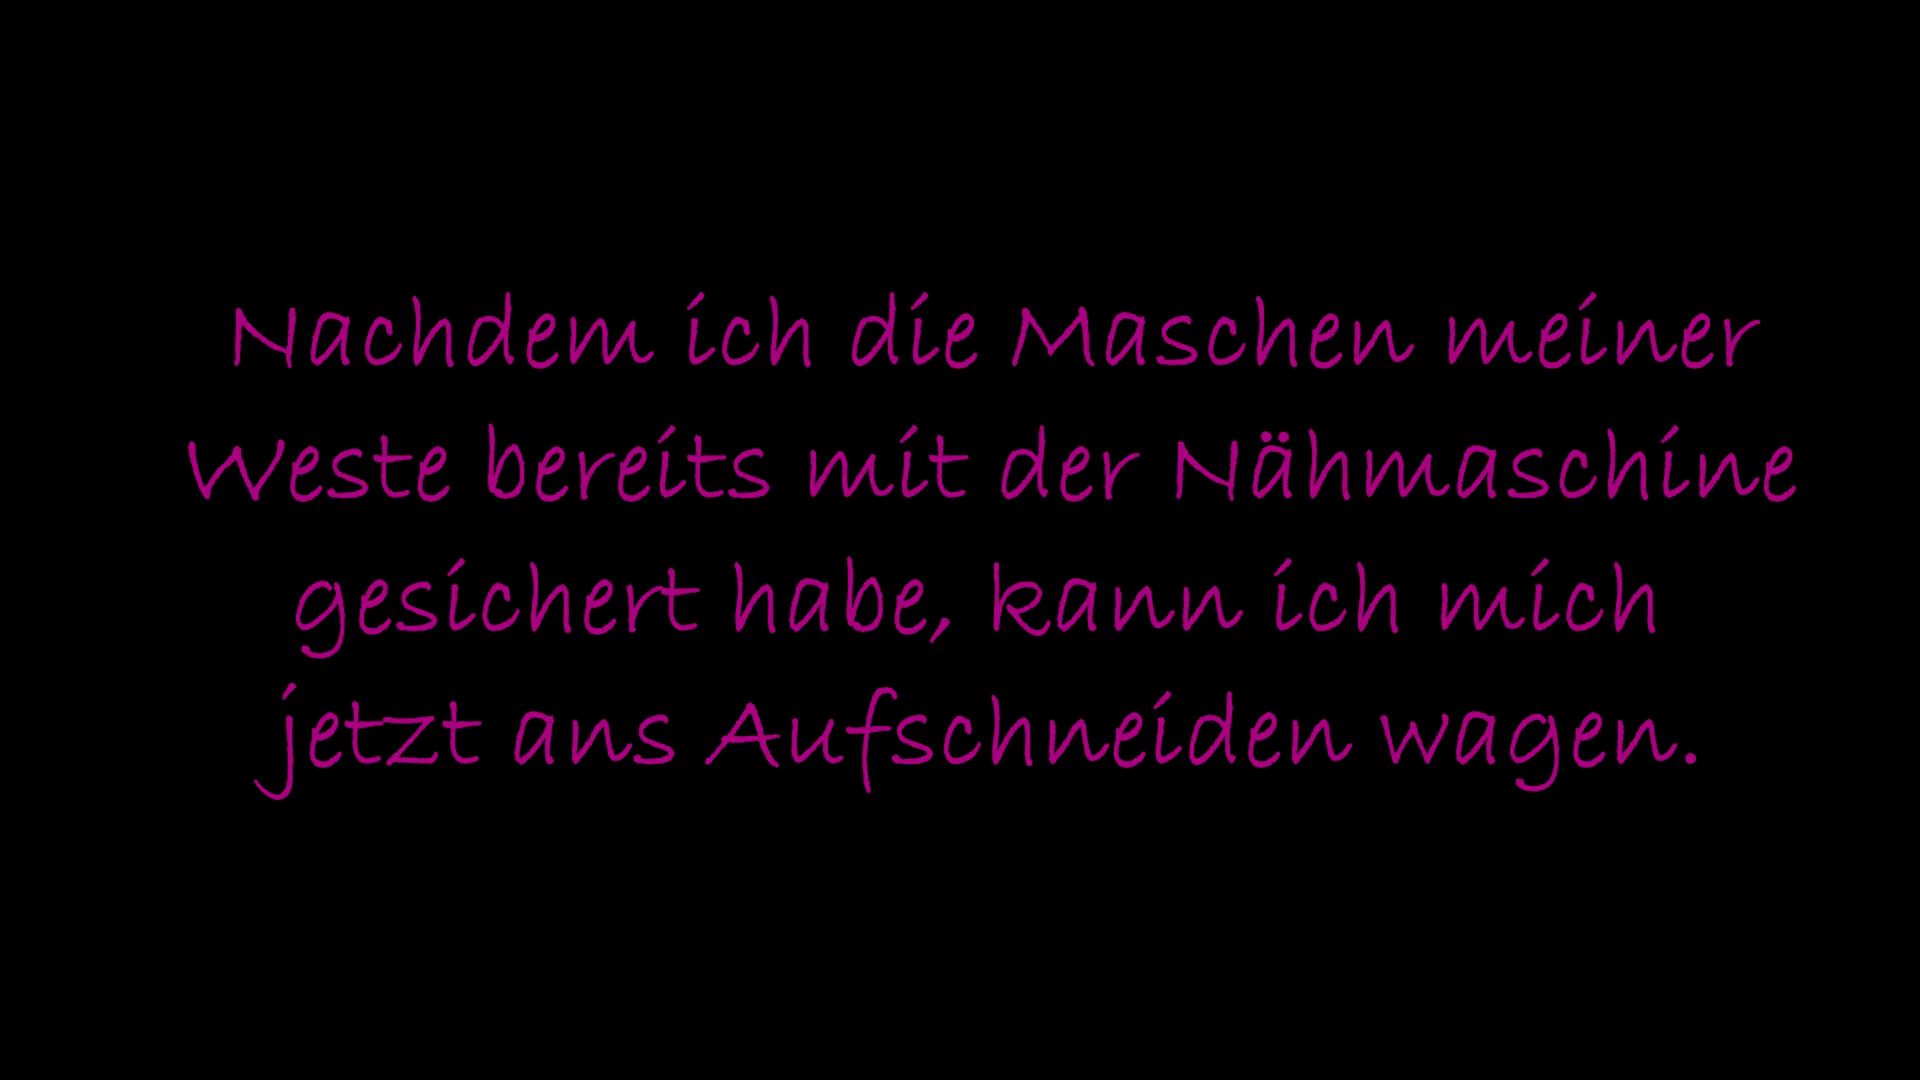 Nachdem ich die Maschen meiner
Weste bereits mit der Nähmaschine
gesichert habe, kann ich mich
jetzt ans Aufschneiden wagen.